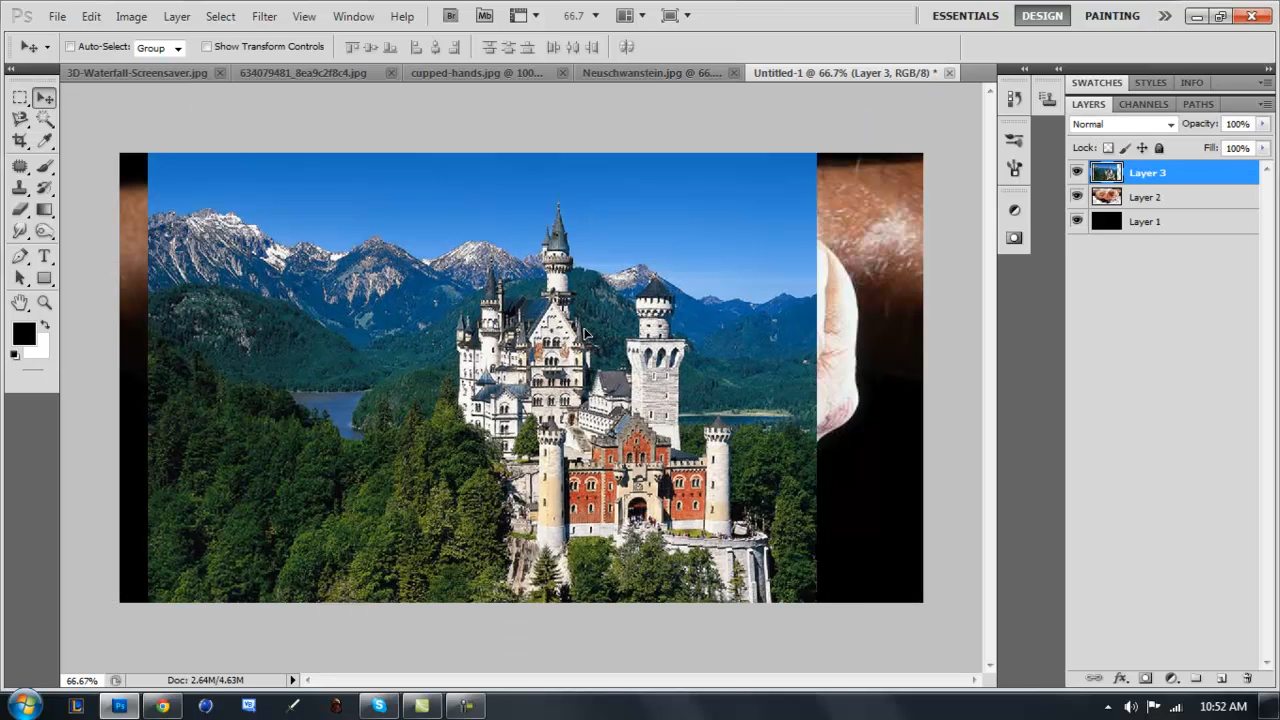 Ps File Edit Image Layer Select Filter View Window Help Br Mb 66.7 ESSENTIALS DESIGN PAINTING
Auto-Select: Group Show Transform Controls
3D-Waterfall-Screensaver.jpg 634079481_8ea9c2f8c4.jpg cupped-hands.jpg @ 100... Neuschwanstein.jpg @ 66.... Untitled-1 @ 66.7% (Layer 3, RGB/8) *
SWATCHES STYLES INFO
LAYERS CHANNELS PATHS
Normal Opacity: 100%
Lock: Fill: 100%
Layer 3
Layer 2
Layer 1
66.67% Doc: 2.64M/4.63M
10:52 AM